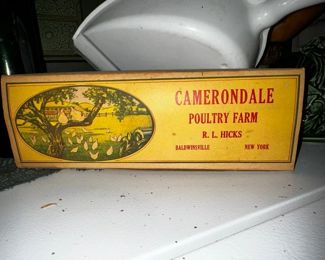 CAMERONDALE
POULTRY FARM
R. L. HICKS
BALDWINSVILLE NEW YORK